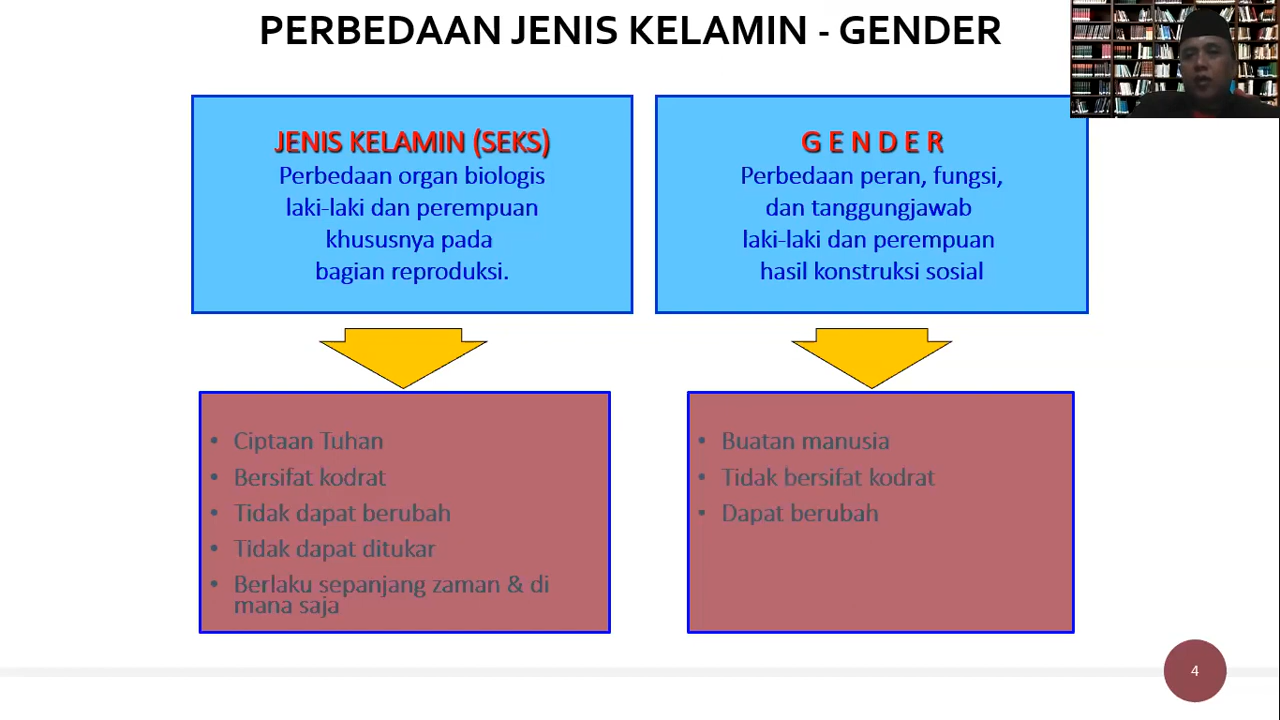 PERBEDAAN JENIS KELAMIN - GENDER
JENIS KELAMIN (SEKS)
Perbedaan organ biologis
laki-laki dan perempuan
khususnya pada
bagian reproduksi.
G E N D E R
Perbedaan peran, fungsi,
dan tanggungjawab
laki-laki dan perempuan
hasil konstruksi sosial
• Ciptaan Tuhan
• Bersifat kodrat
• Tidak dapat berubah
• Tidak dapat ditukar
• Berlaku sepanjang zaman & di
mana saja
• Buatan manusia
• Tidak bersifat kodrat
• Dapat berubah
4